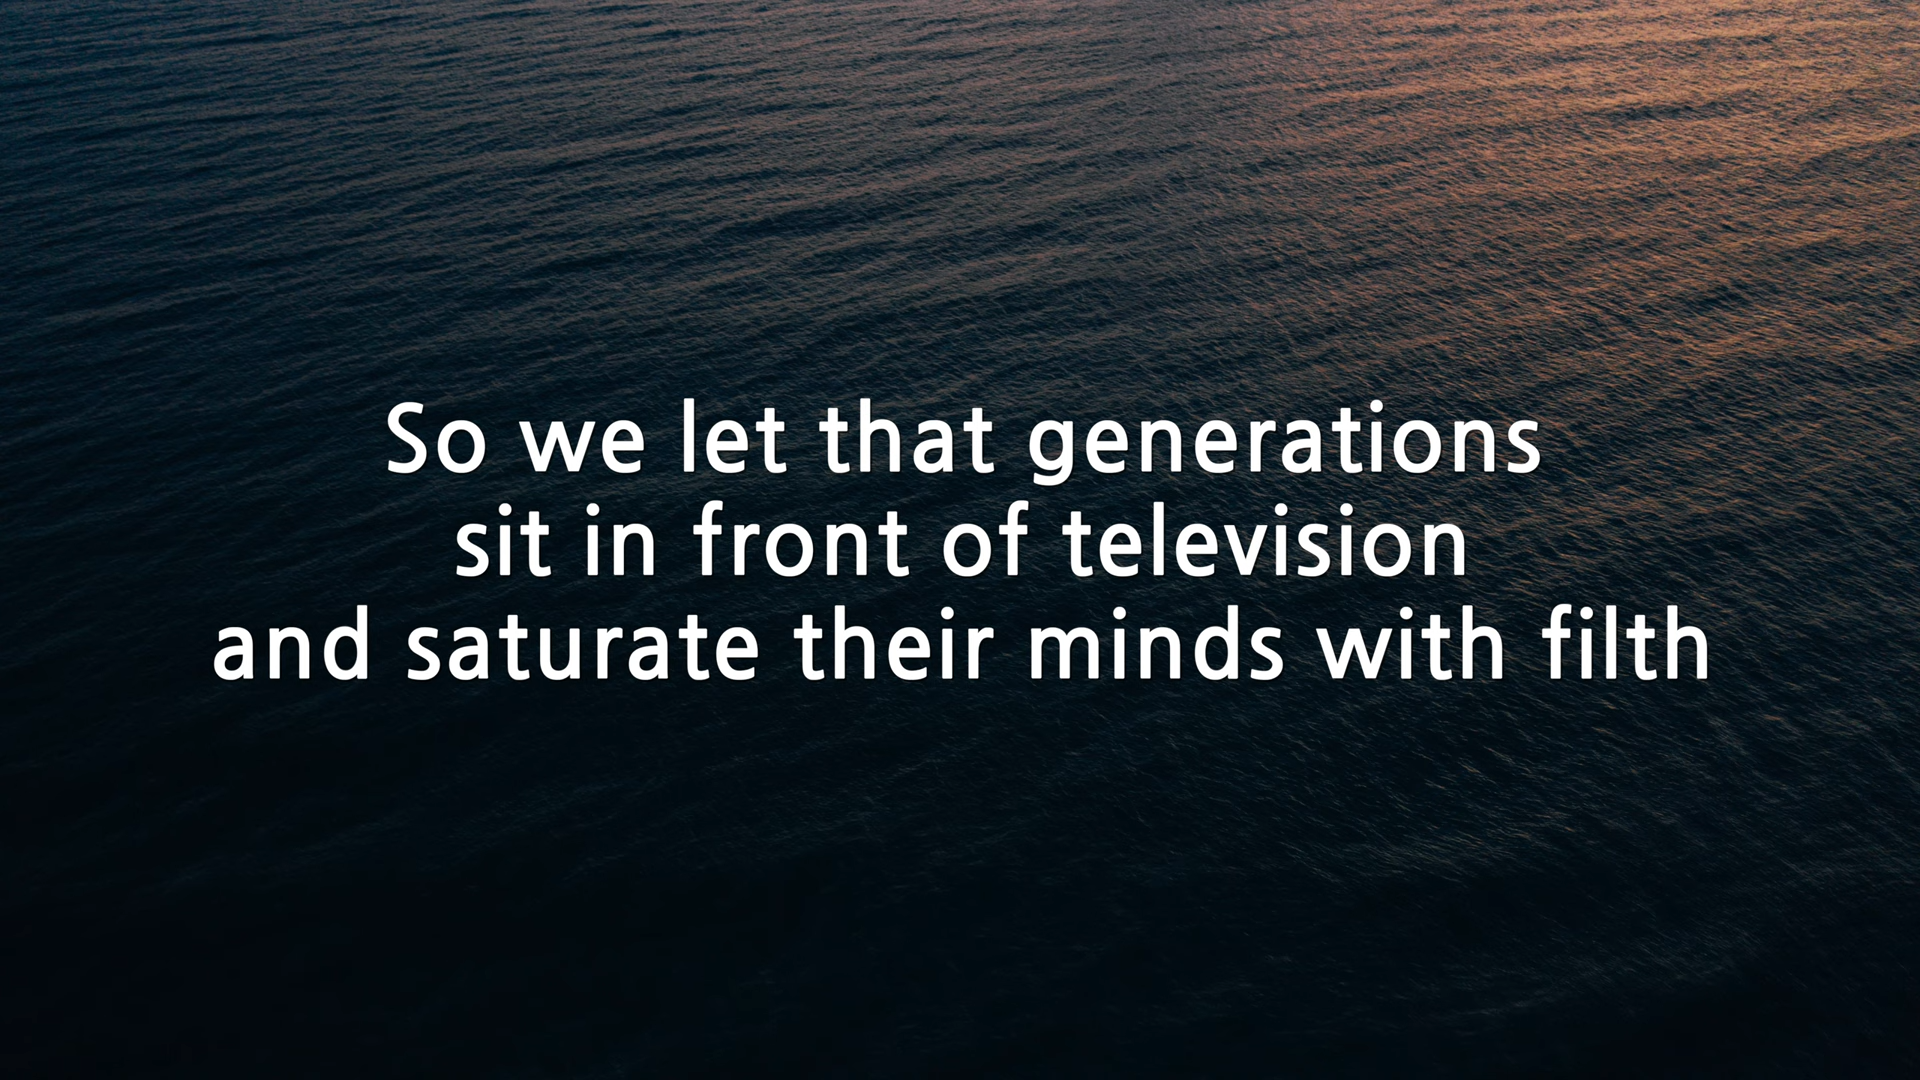 So we let that generations
sit in front of television
and saturate their minds with filth